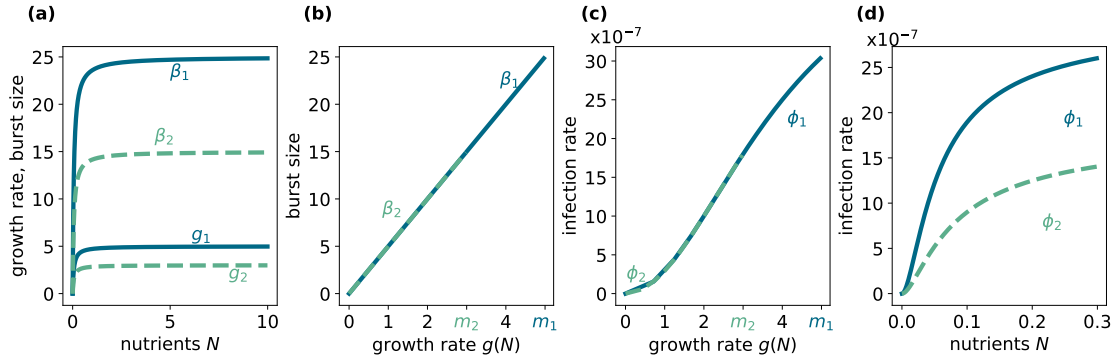 (a)
growth rate, burst size
25
20
15
10
5
0
β₁
β₂
g₁
g₂
0 5 10
nutrients N
(b)
burst size
25
20
15
10
5
0
β₁
β₂
0 1 2 m₂ 4 m₁
growth rate g(N)
(c)
x10⁻⁷
infection rate
30
25
20
15
10
5
0
ϕ₁
ϕ₂
0 1 2 m₂ 4 m₁
growth rate g(N)
(d)
x10⁻⁷
infection rate
25
20
15
10
5
0
ϕ₁
ϕ₂
0.0 0.1 0.2 0.3
nutrients N